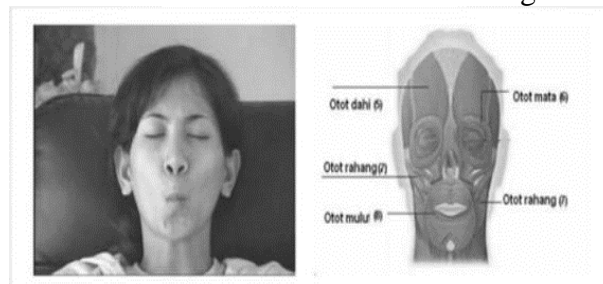 Otot dahi (5)
Otot mata (6)
Otot rahang (7)
Otot rahang (7)
Otot mulut (8)